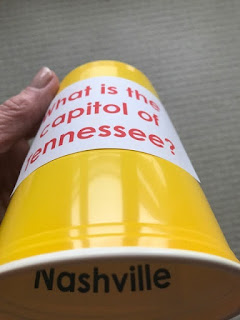 What is the
capitol of
Tennessee?
Nashville